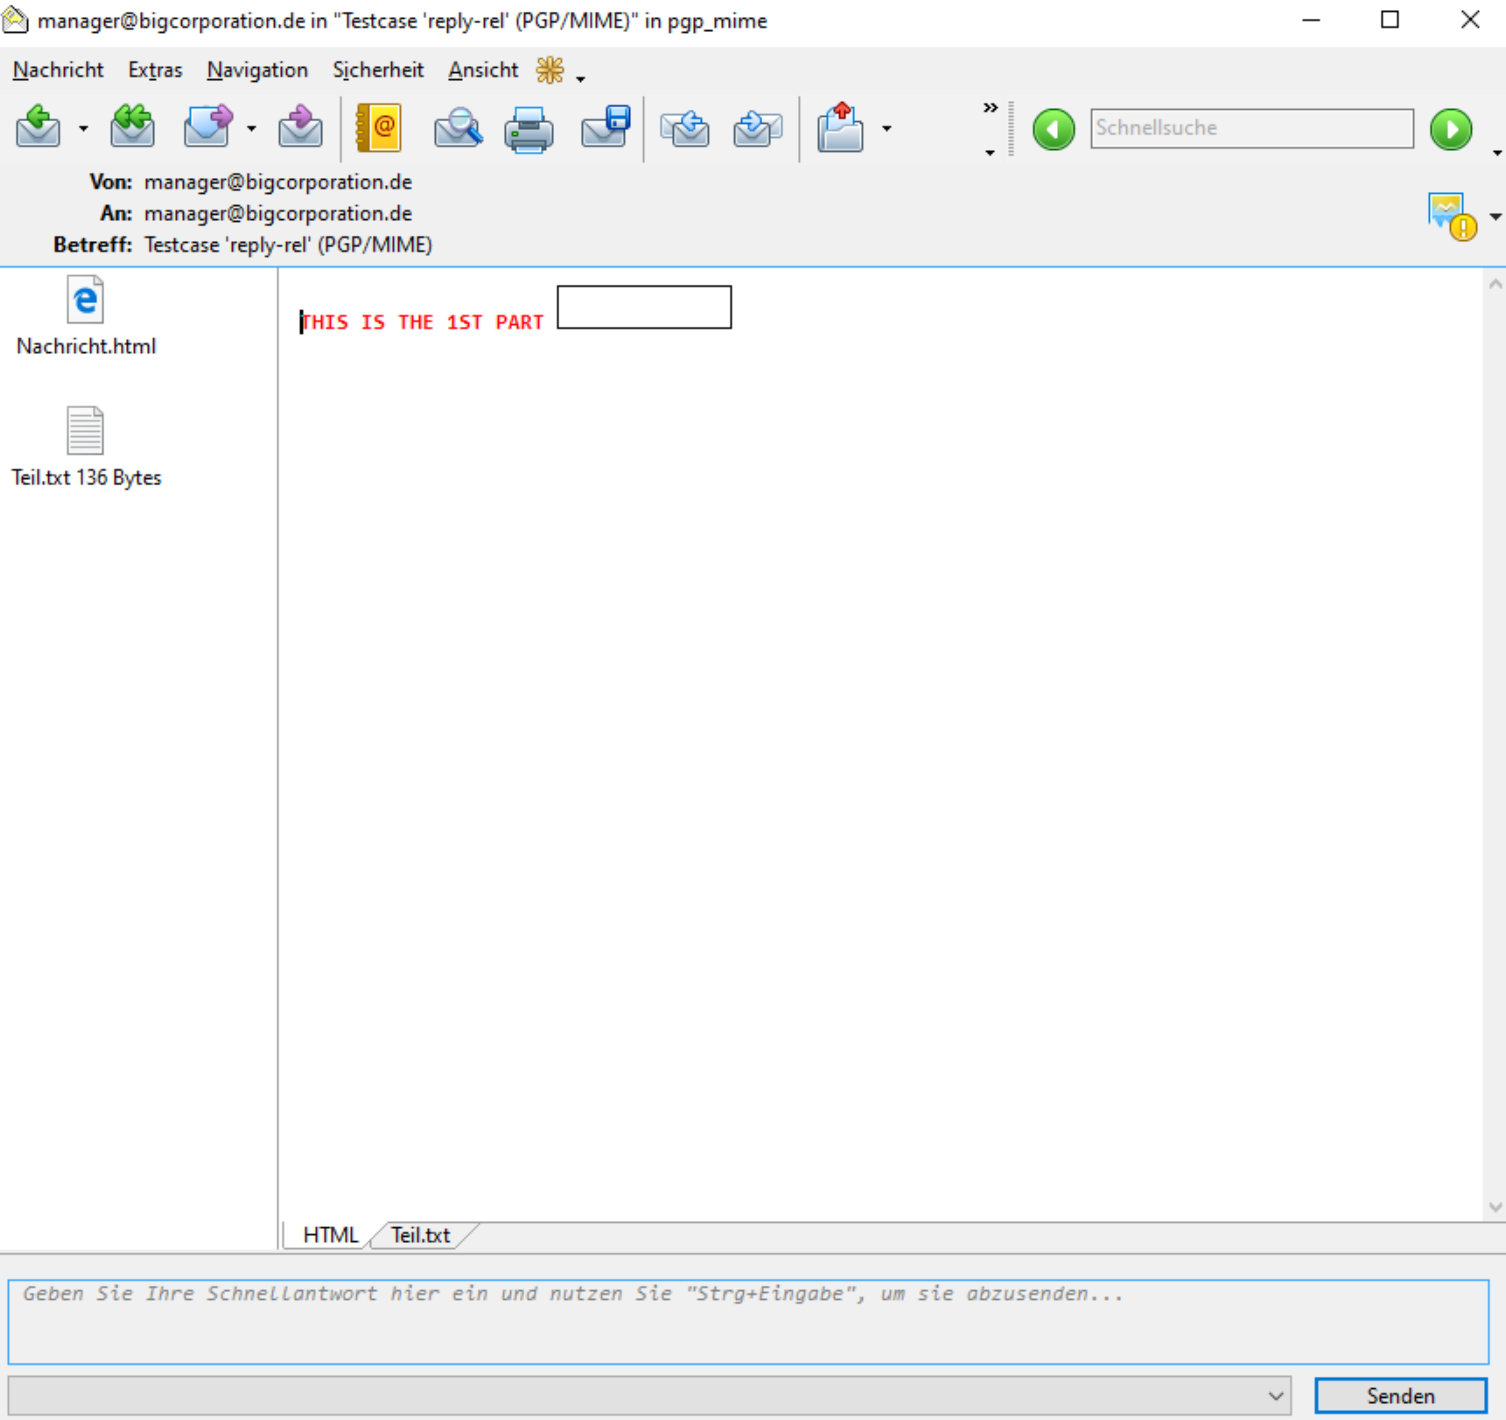 manager@bigcorporation.de in "Testcase 'reply-rel' (PGP/MIME)" in pgp_mime
Nachricht Extras Navigation Sicherheit Ansicht
@
» Schnellsuche
Von: manager@bigcorporation.de
An: manager@bigcorporation.de
Betreff: Testcase 'reply-rel' (PGP/MIME)
THIS IS THE 1ST PART
Nachricht.html
Teil.txt 136 Bytes
HTML Teil.txt
Geben Sie Ihre Schnellantwort hier ein und nutzen Sie "Strg+Eingabe", um sie abzusenden...
Senden